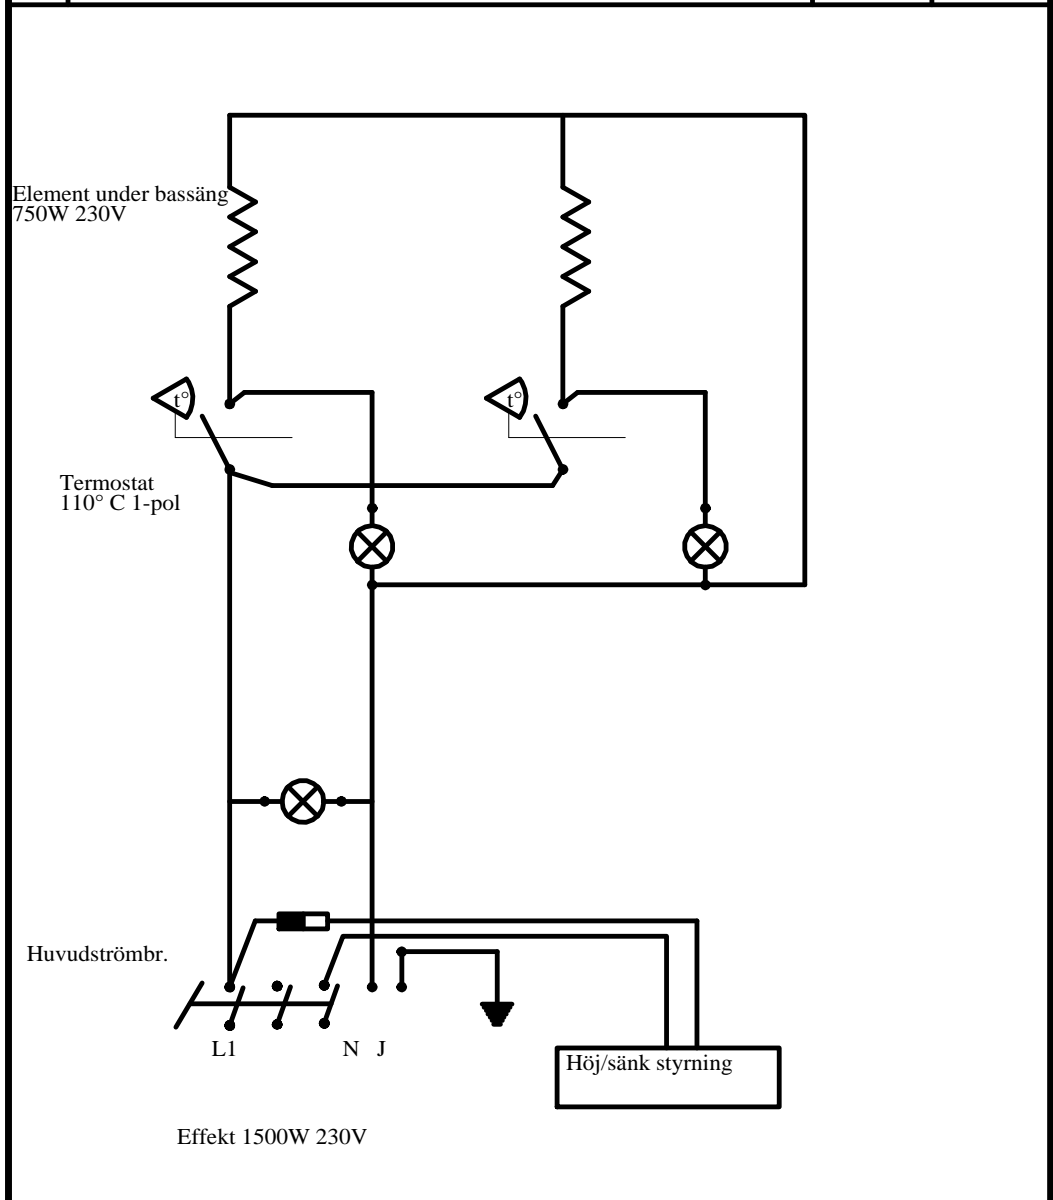 Element under bassäng
750W 230V
t°
t°
Termostat
110° C 1-pol
Huvudströmbr.
L1
N J
Höj/sänk styrning
Effekt 1500W 230V